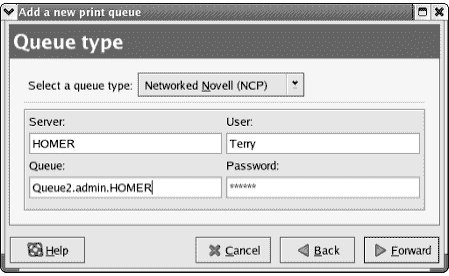 Add a new print queue
Queue type
Select a queue type: Networked Novell (NCP)
Server: User:
HOMER Terry
Queue: Password:
Queue2.admin.HOMER ******
Help Cancel Back Forward